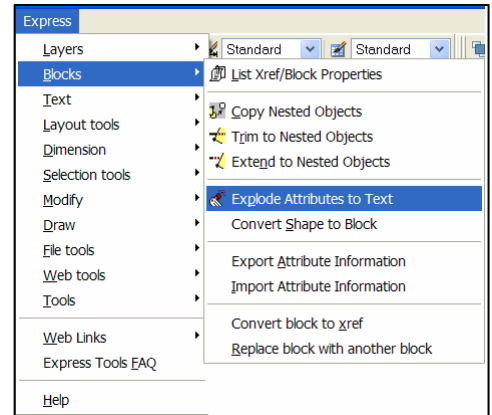 Express
Layers
Standard
Standard
Blocks
List Xref/Block Properties
Text
Layout tools
Copy Nested Objects
Dimension
Trim to Nested Objects
Selection tools
Extend to Nested Objects
Modify
Explode Attributes to Text
Draw
Convert Shape to Block
File tools
Export Attribute Information
Web tools
Import Attribute Information
Tools
Convert block to xref
Web Links
Replace block with another block
Express Tools FAQ
Help